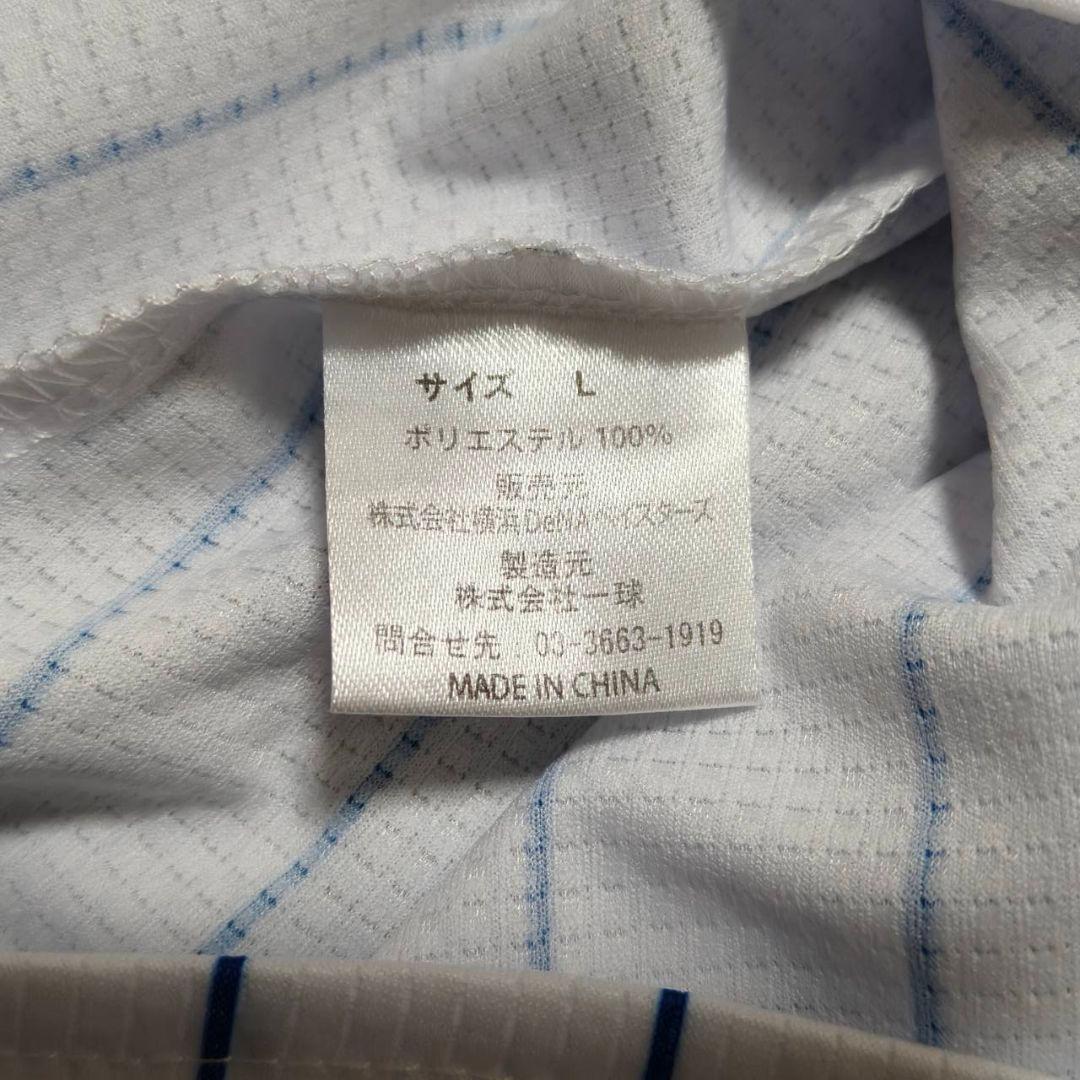 サイズ L
ポリエステル 100%
販売元
株式会社横浜DeNAベイスターズ
製造元
株式会社一球
問合せ先 : 03-3663-1919
MADE IN CHINA